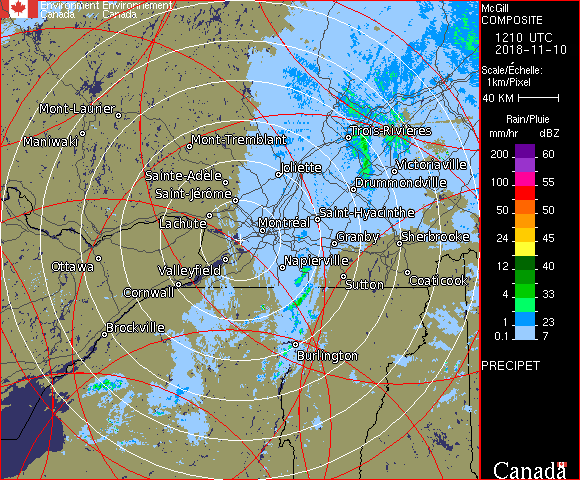 Environment Environnement
Canada Canada
McGill
COMPOSITE
1210 UTC
2018-11-10
Scale/Échelle:
1km/Pixel
40 KM
Rain/Pluie
mm/hr dBZ
200 60
100 55
50 50
24 45
12 40
4 33
1 23
0.1 7
PRECIPET
Canada
Mont-Laurier
Maniwaki
Mont-Tremblant
Trois-Rivières
Joliette
Victoriaville
Sainte-Adèle
Drummondville
Saint-Jérôme
Saint-Hyacinthe
Lachute
Montréal
Granby
Sherbrooke
Ottawa
Napierville
Valleyfield
Coaticook
Sutton
Cornwall
Brockville
Burlington